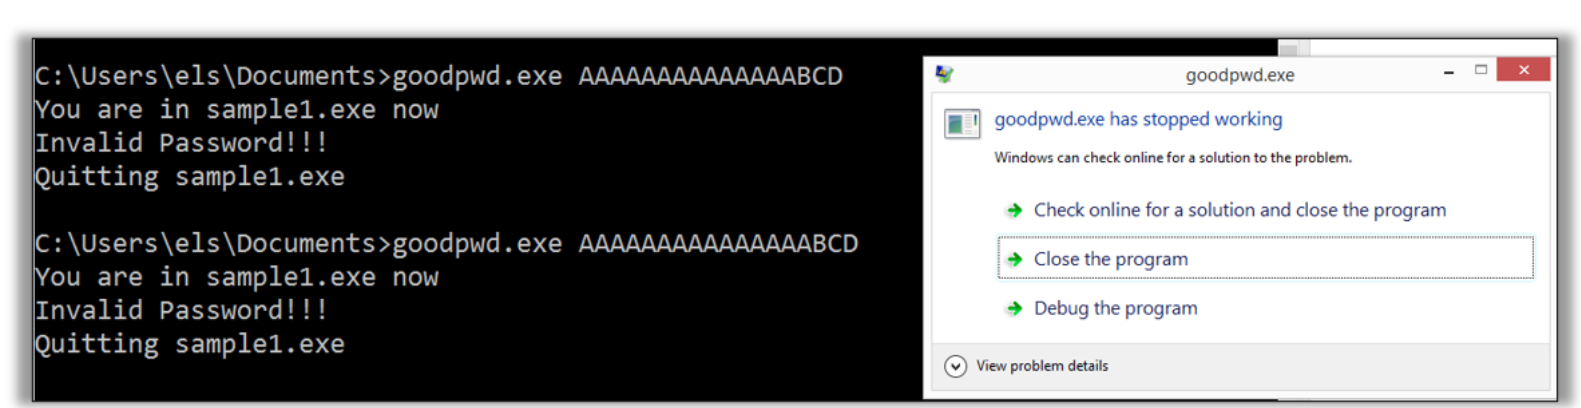 C:\Users\els\Documents>goodpwd.exe AAAAAAAAAAAAAABCD
You are in sample1.exe now
Invalid Password!!!
Quitting sample1.exe
C:\Users\els\Documents>goodpwd.exe AAAAAAAAAAAAAAABCD
You are in sample1.exe now
Invalid Password!!!
Quitting sample1.exe
goodpwd.exe
goodpwd.exe has stopped working
Windows can check online for a solution to the problem.
Check online for a solution and close the program
Close the program
Debug the program
View problem details